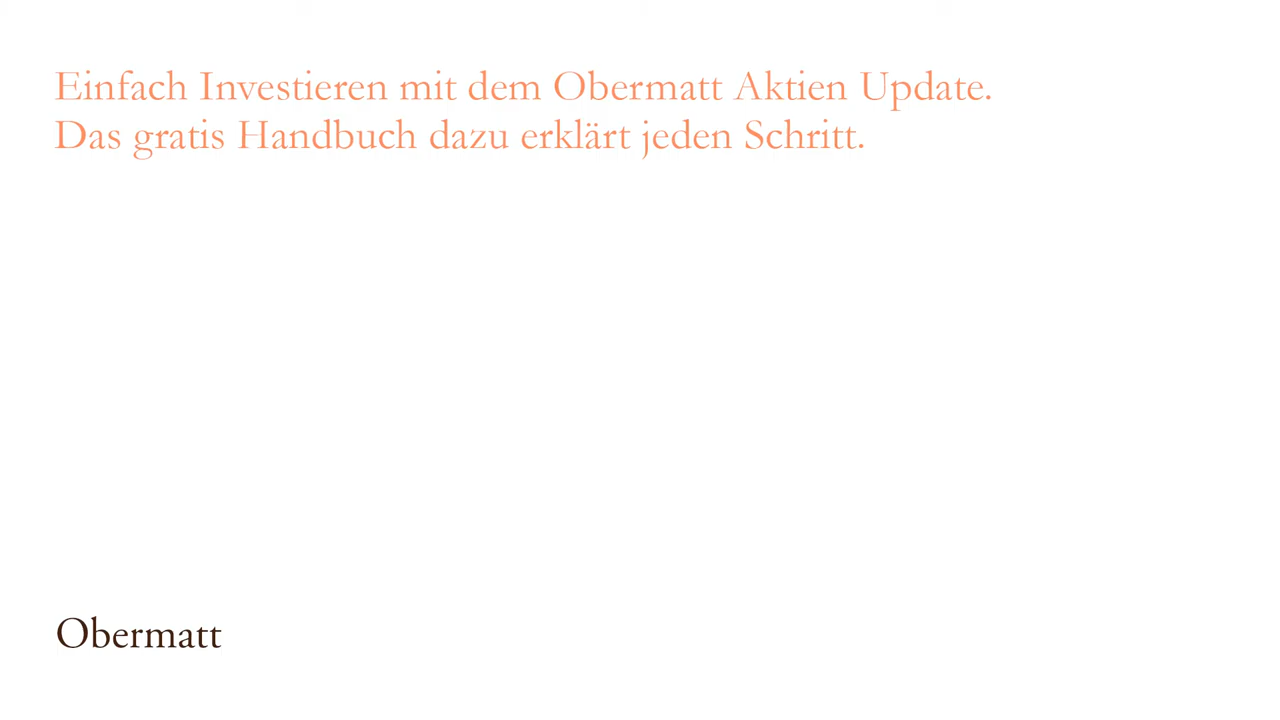 Einfach Investieren mit dem Obermatt Aktien Update.
Das gratis Handbuch dazu erklärt jeden Schritt.
Obermatt